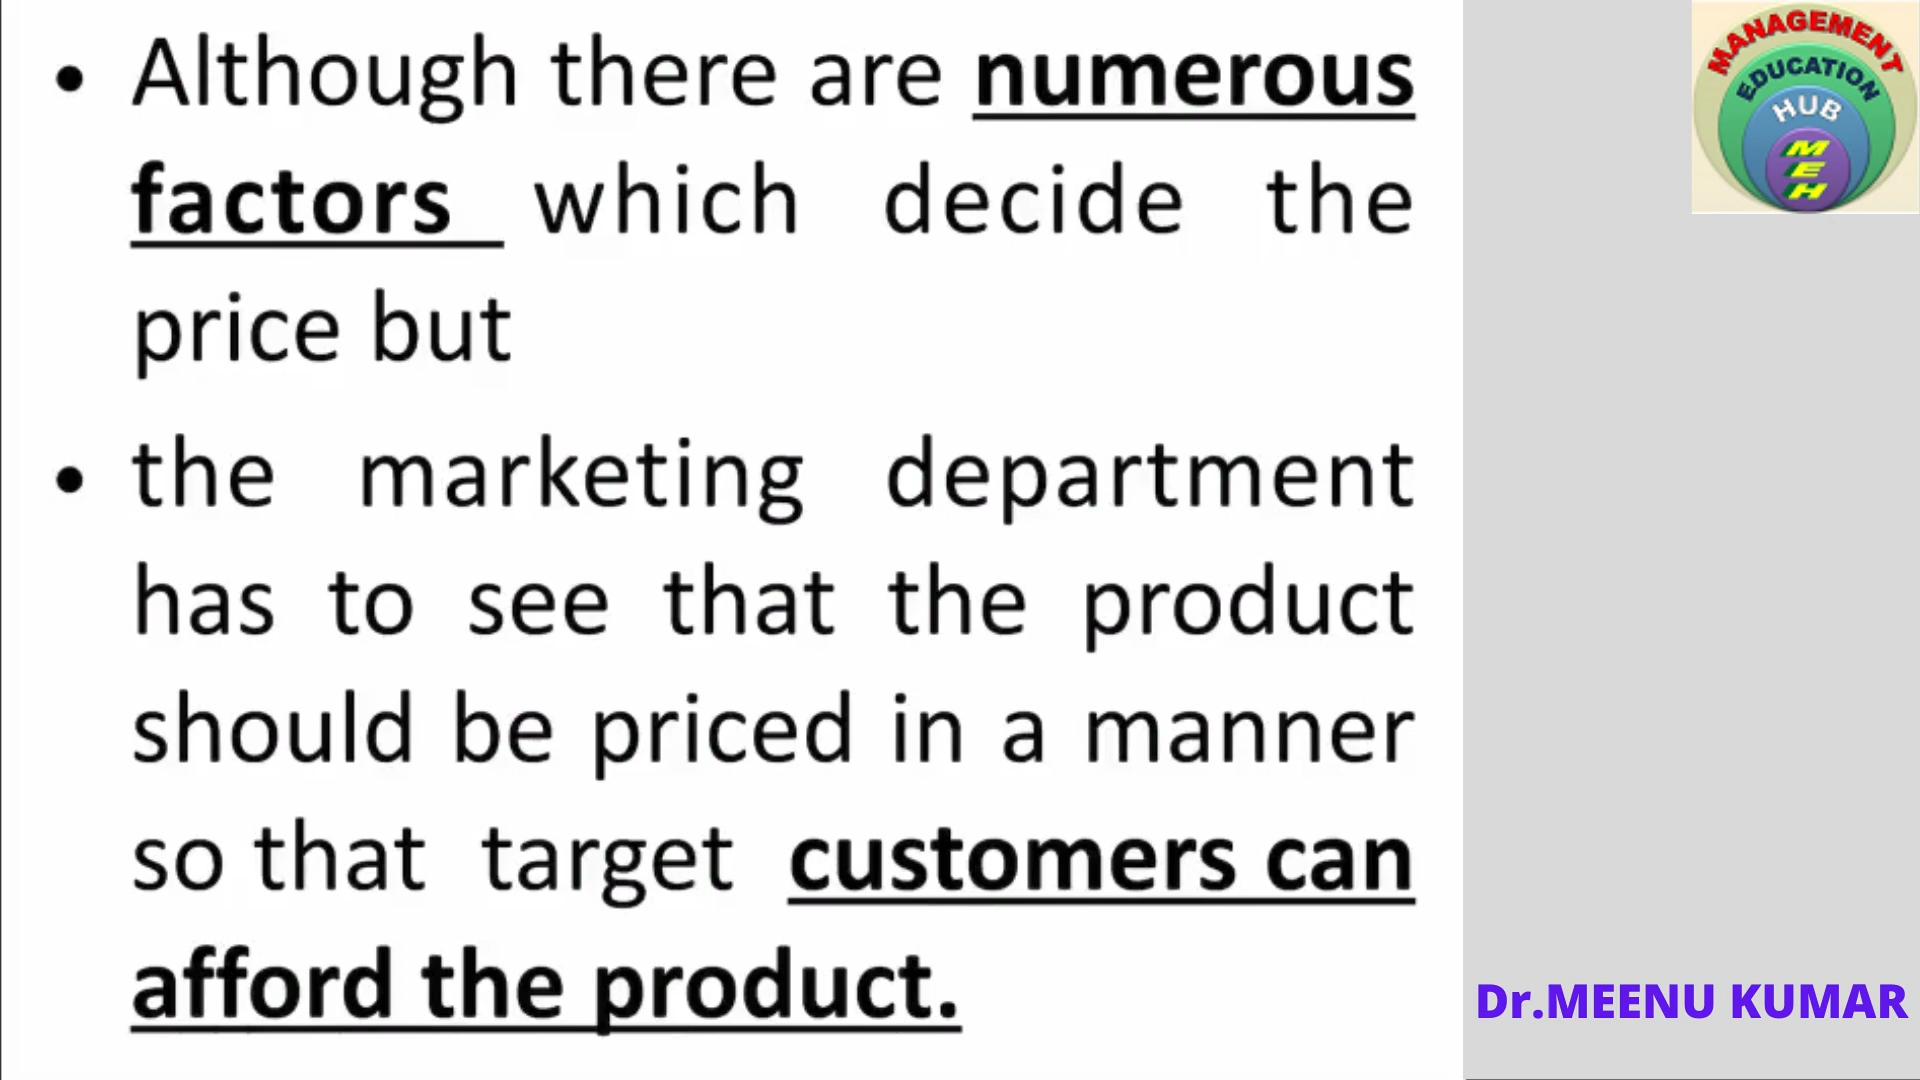 • Although there are numerous
factors which decide the
price but
• the marketing department
has to see that the product
should be priced in a manner
so that target customers can
afford the product.
MANAGEMENT
EDUCATION
HUB
M
E
H
Dr.MEENU KUMAR